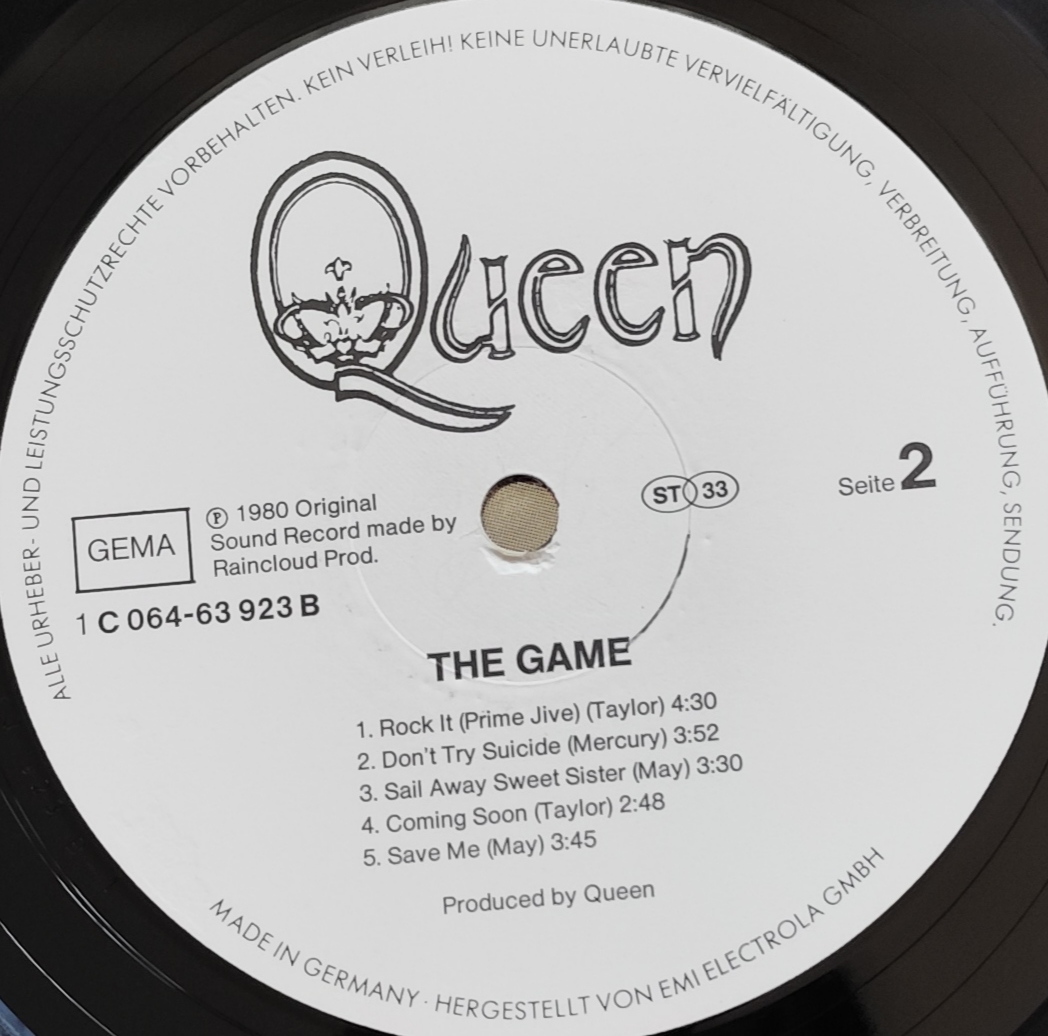 ALLE URHEBER- UND LEISTUNGSSCHUTZRECHTE VORBEHALTEN. KEIN VERLEIH! KEINE UNERLAUBTE VERVIELFÄLTIGUNG, VERBREITUNG, AUFFÜHRUNG, SENDUNG.
Queen
GEMA
℗ 1980 Original
Sound Record made by
Raincloud Prod.
1 C 064-63 923 B
ST 33
Seite 2
THE GAME
1. Rock It (Prime Jive) (Taylor) 4:30
2. Don't Try Suicide (Mercury) 3:52
3. Sail Away Sweet Sister (May) 3:30
4. Coming Soon (Taylor) 2:48
5. Save Me (May) 3:45
Produced by Queen
MADE IN GERMANY · HERGESTELLT VON EMI ELECTROLA GMBH